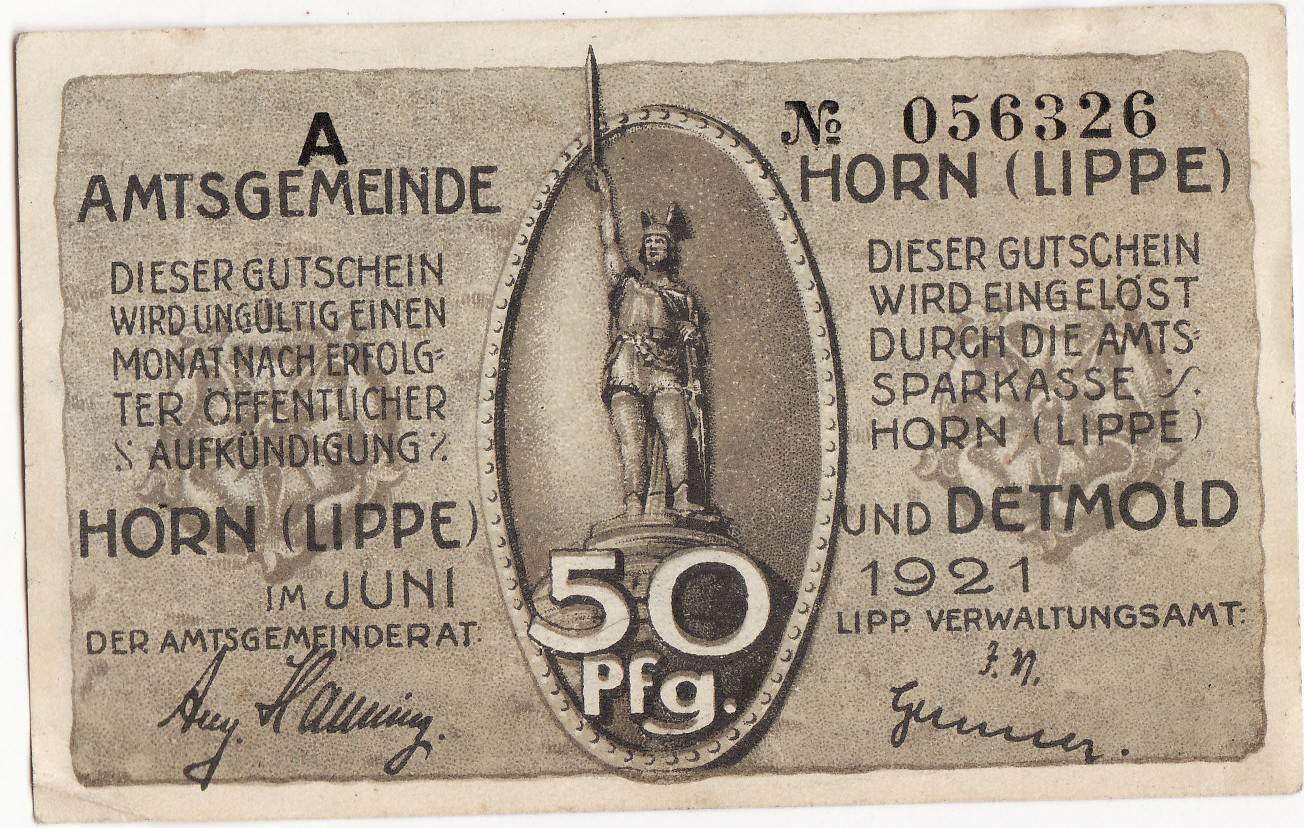 A
AMTSGEMEINDE
DIESER GUTSCHEIN
WIRD UNGÜLTIG EINEN
MONAT NACH ERFOLG=
TER ÖFFENTLICHER
AUFKÜNDIGUNG
HORN (LIPPE)
IM JUNI
DER AMTSGEMEINDERAT:
50
Pfg.
№ 056326
HORN (LIPPE)
DIESER GUTSCHEIN
WIRD EINGELÖST
DURCH DIE AMTS=
SPARKASSE
HORN (LIPPE)
UND DETMOLD
1921
LIPP. VERWALTUNGSAMT: